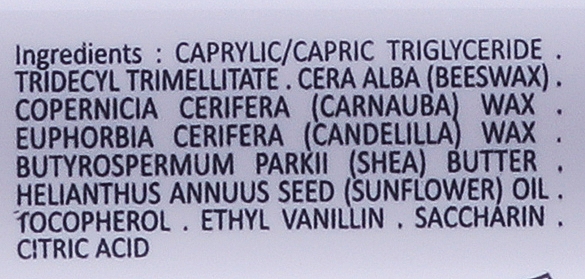 Ingredients : CAPRYLIC/CAPRIC TRIGLYCERIDE .
TRIDECYL TRIMELLITATE . CERA ALBA (BEESWAX) .
COPERNICIA CERIFERA (CARNAUBA) WAX .
EUPHORBIA CERIFERA (CANDELILLA) WAX .
BUTYROSPERMUM PARKII (SHEA) BUTTER .
HELIANTHUS ANNUUS SEED (SUNFLOWER) OIL .
TOCOPHEROL . ETHYL VANILLIN . SACCHARIN .
CITRIC ACID